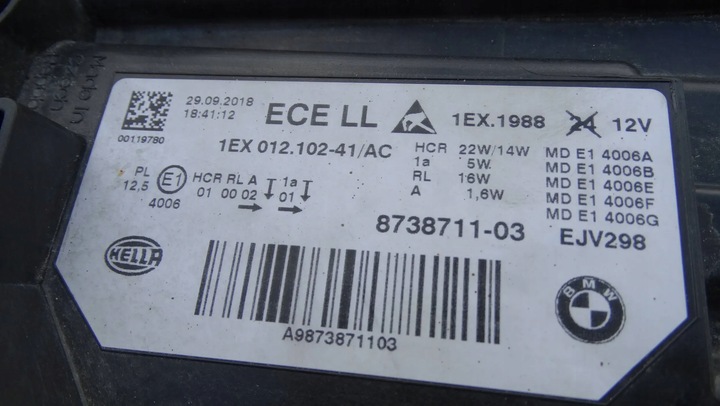 Made in
29.09.2018
18:41:12
00119780
ECE LL
1EX.1988
24 12V
1EX 012.102-41/AC
HCR 22W/14W
1a 5W
RL 16W
A 1,6W
MD E1 4006A
MD E1 4006B
MD E1 4006E
MD E1 4006F
MD E1 4006G
PL
12,5
E1
4006
HCR RL A 1a
01 00 02 01
8738711-03
EJV298
HELLA
BMW
A9873871103